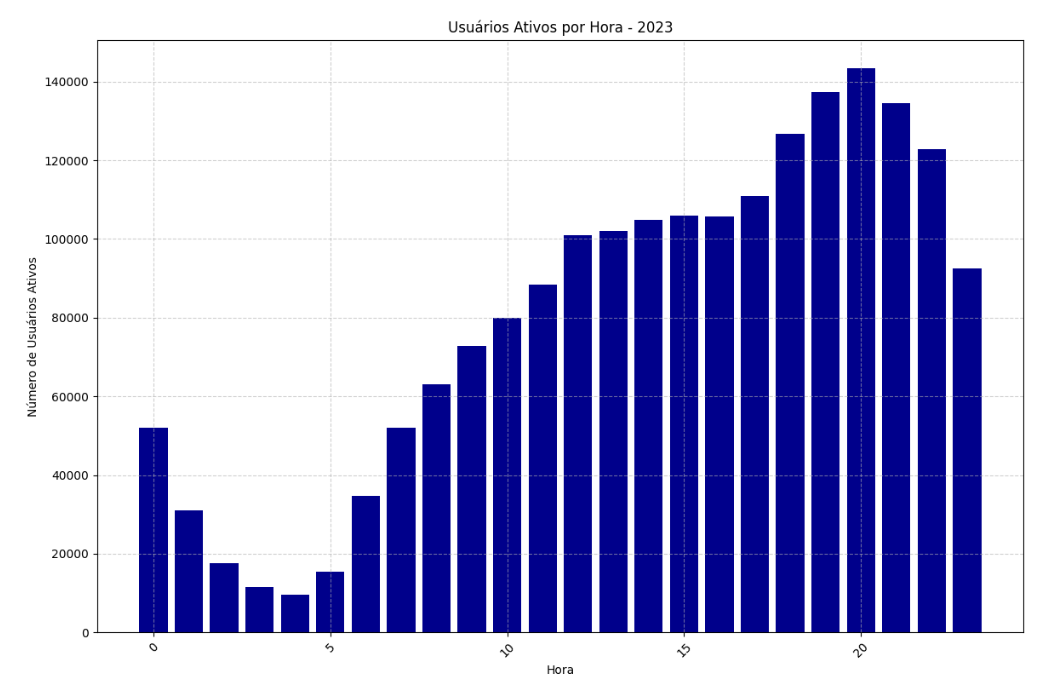 Usuários Ativos por Hora - 2023
Número de Usuários Ativos
140000
120000
100000
80000
60000
40000
20000
0
0 5 10 15 20
Hora